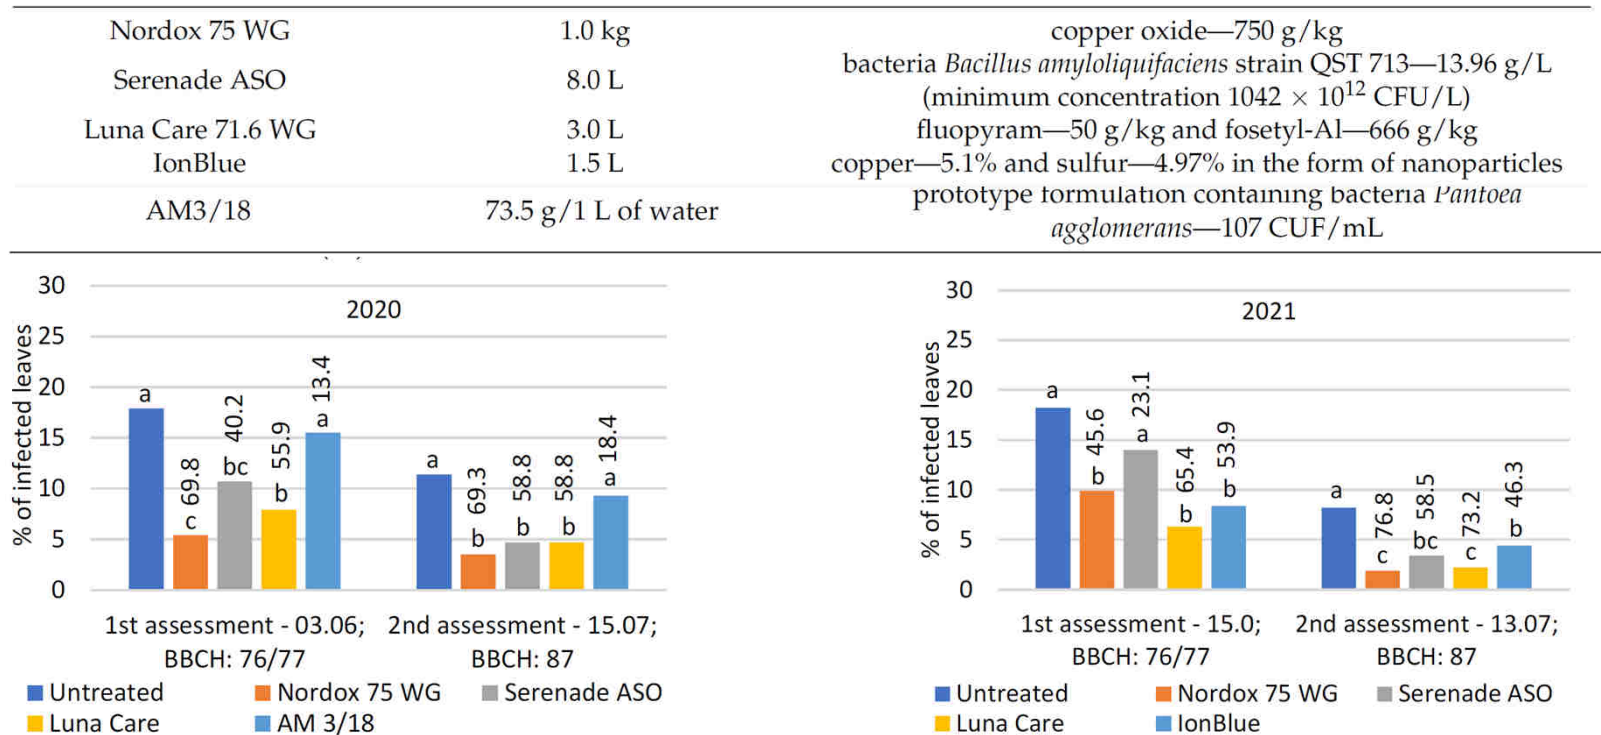 Nordox 75 WG 1.0 kg copper oxide—750 g/kg
Serenade ASO 8.0 L bacteria Bacillus amyloliquifaciens strain QST 713—13.96 g/L
(minimum concentration 1042 × 10¹² CFU/L)
Luna Care 71.6 WG 3.0 L fluopyram—50 g/kg and fosetyl-Al—666 g/kg
IonBlue 1.5 L copper—5.1% and sulfur—4.97% in the form of nanoparticles
AM3/18 73.5 g/1 L of water prototype formulation containing bacteria Pantoea
agglomerans—107 CUF/mL
2020
% of infected leaves
30
25
20
15
10
5
0
a
c 69.8
bc 40.2
b 55.9
a 13.4
a
b 69.3
b 58.8
b 58.8
a 18.4
1st assessment - 03.06;
BBCH: 76/77
2nd assessment - 15.07;
BBCH: 87
Untreated Nordox 75 WG Serenade ASO
Luna Care AM 3/18
2021
% of infected leaves
30
25
20
15
10
5
0
a
b 45.6
a 23.1
b 65.4
b 53.9
a
c 76.8
bc 58.5
c 73.2
b 46.3
1st assessment - 15.0;
BBCH: 76/77
2nd assessment - 13.07;
BBCH: 87
Untreated Nordox 75 WG Serenade ASO
Luna Care IonBlue